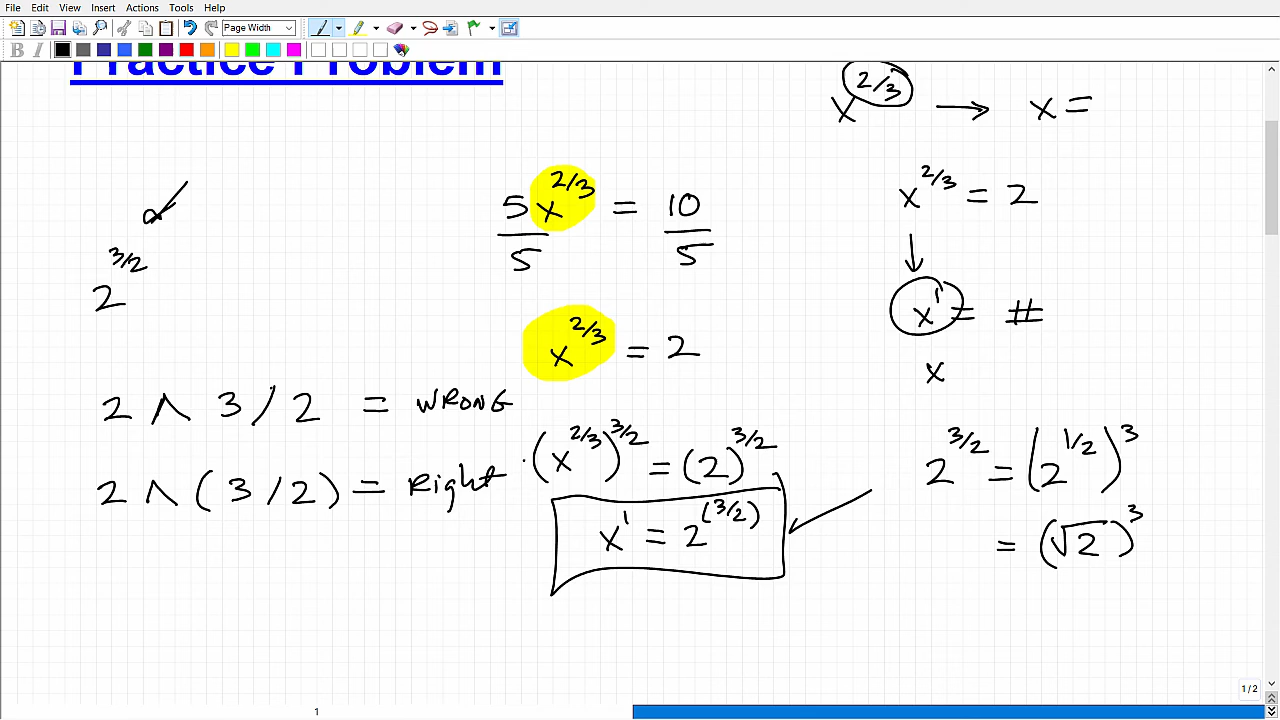 File Edit View Insert Actions Tools Help
Page Width
B I
Practice Problem
x^2/3 → x =
5x^2/3 = 10
5 5
x^2/3 = 2
(x^2/3)^3/2 = (2)^3/2
x^1 = 2^(3/2)
2^3/2
2 ∧ 3 / 2 = WRONG
2 ∧ (3 / 2) = Right
x^2/3 = 2
↓
x^1 = #
x
2^3/2 = (2^1/2)^3
= (√2)^3
1/2
1